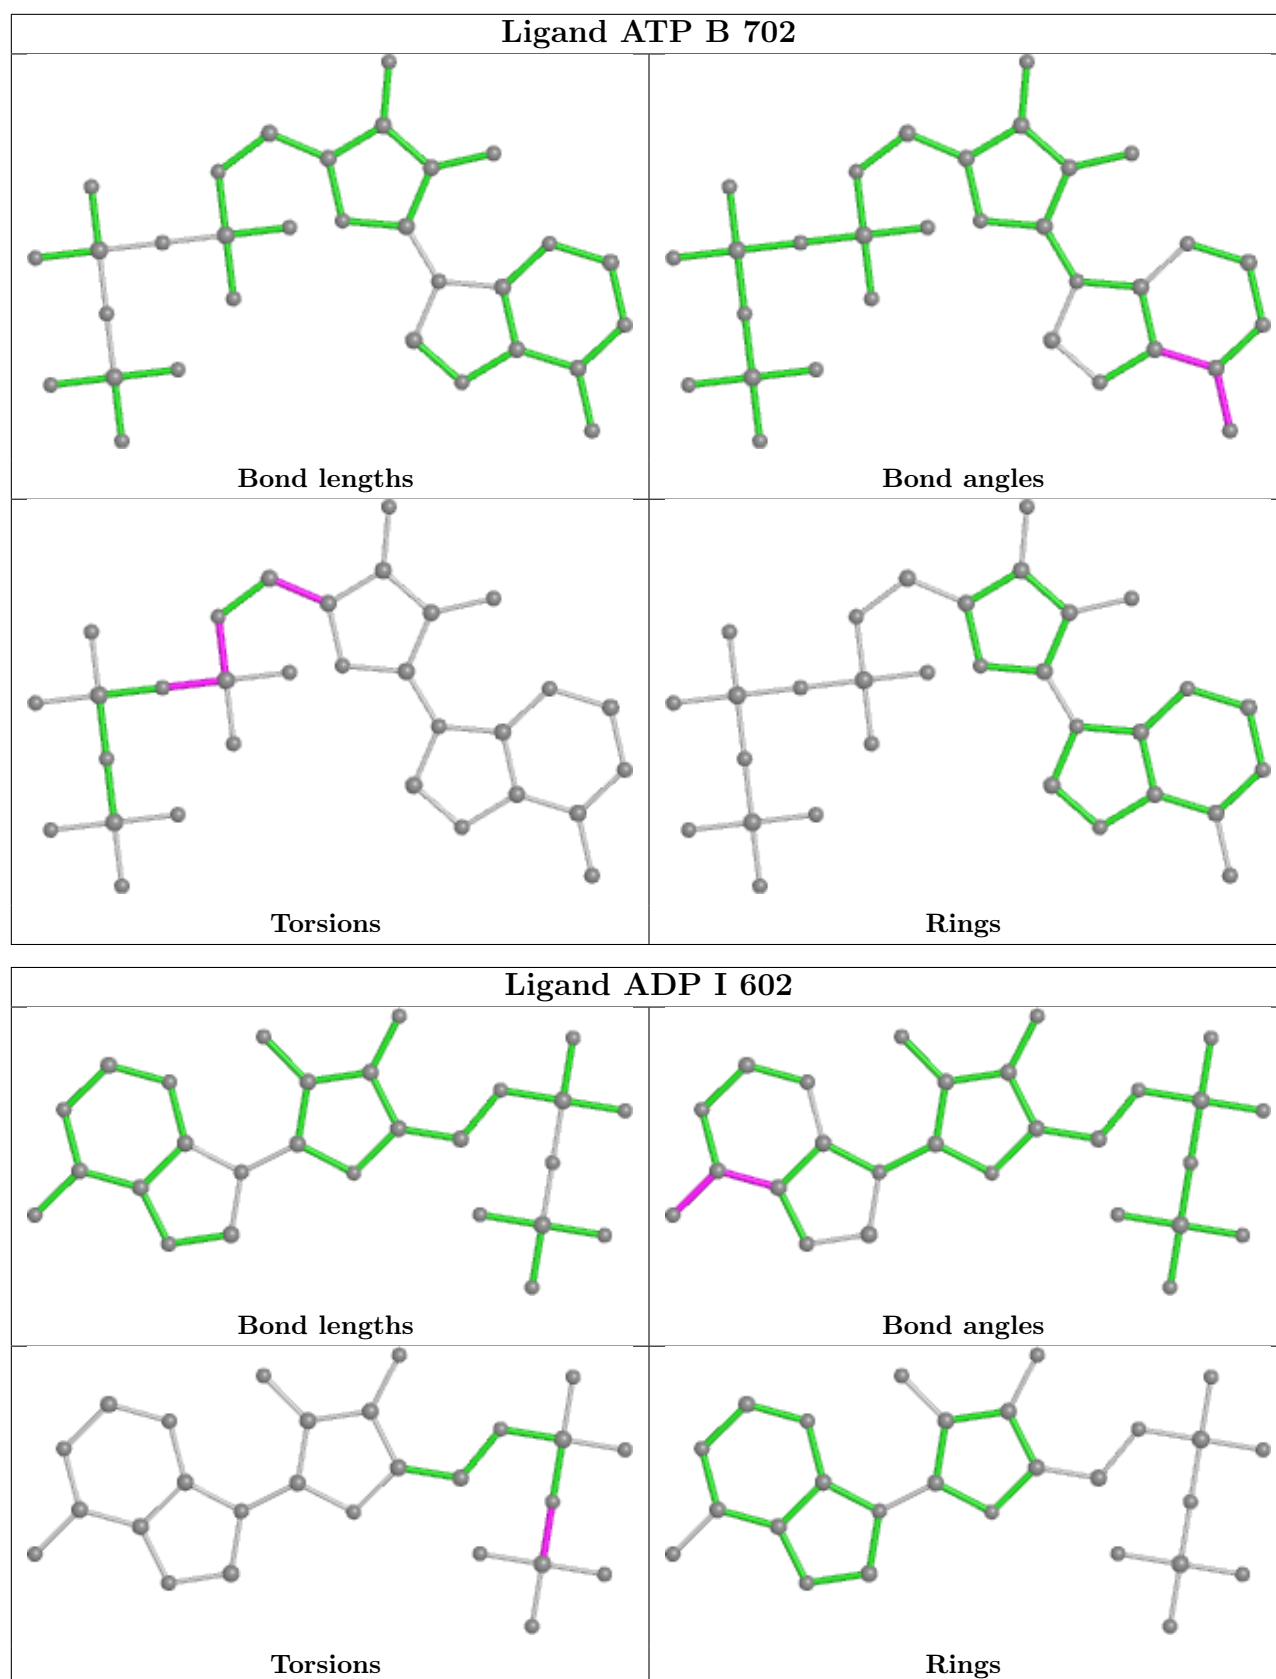 Ligand ATP B 702
Bond lengths
Bond angles
Torsions
Rings
Ligand ADP I 602
Bond lengths
Bond angles
Torsions
Rings